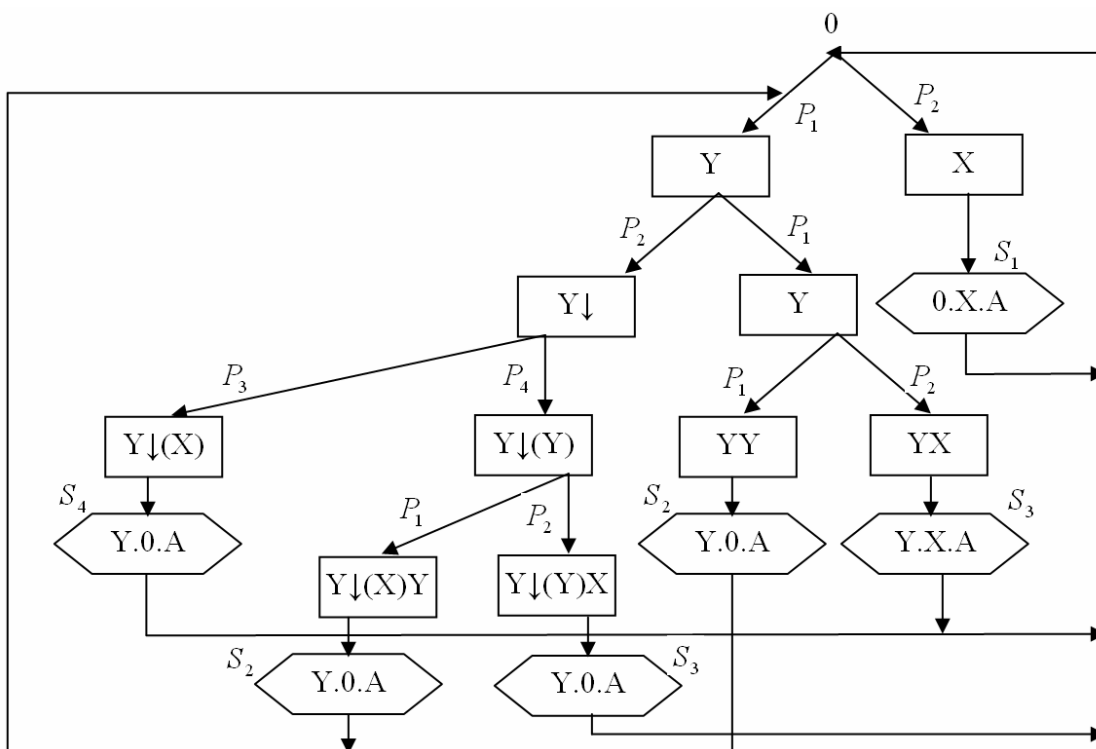 0
P₁
P₂
Y
X
P₂
P₁
S₁
Y↓
Y
0.X.A
P₃
P₄
P₁
P₂
Y↓(X)
Y↓(Y)
YY
YX
S₄
P₁
P₂
S₂
S₃
Y.0.A
Y.0.A
Y.X.A
Y↓(X)Y
Y↓(Y)X
S₂
Y.0.A
Y.0.A
S₃